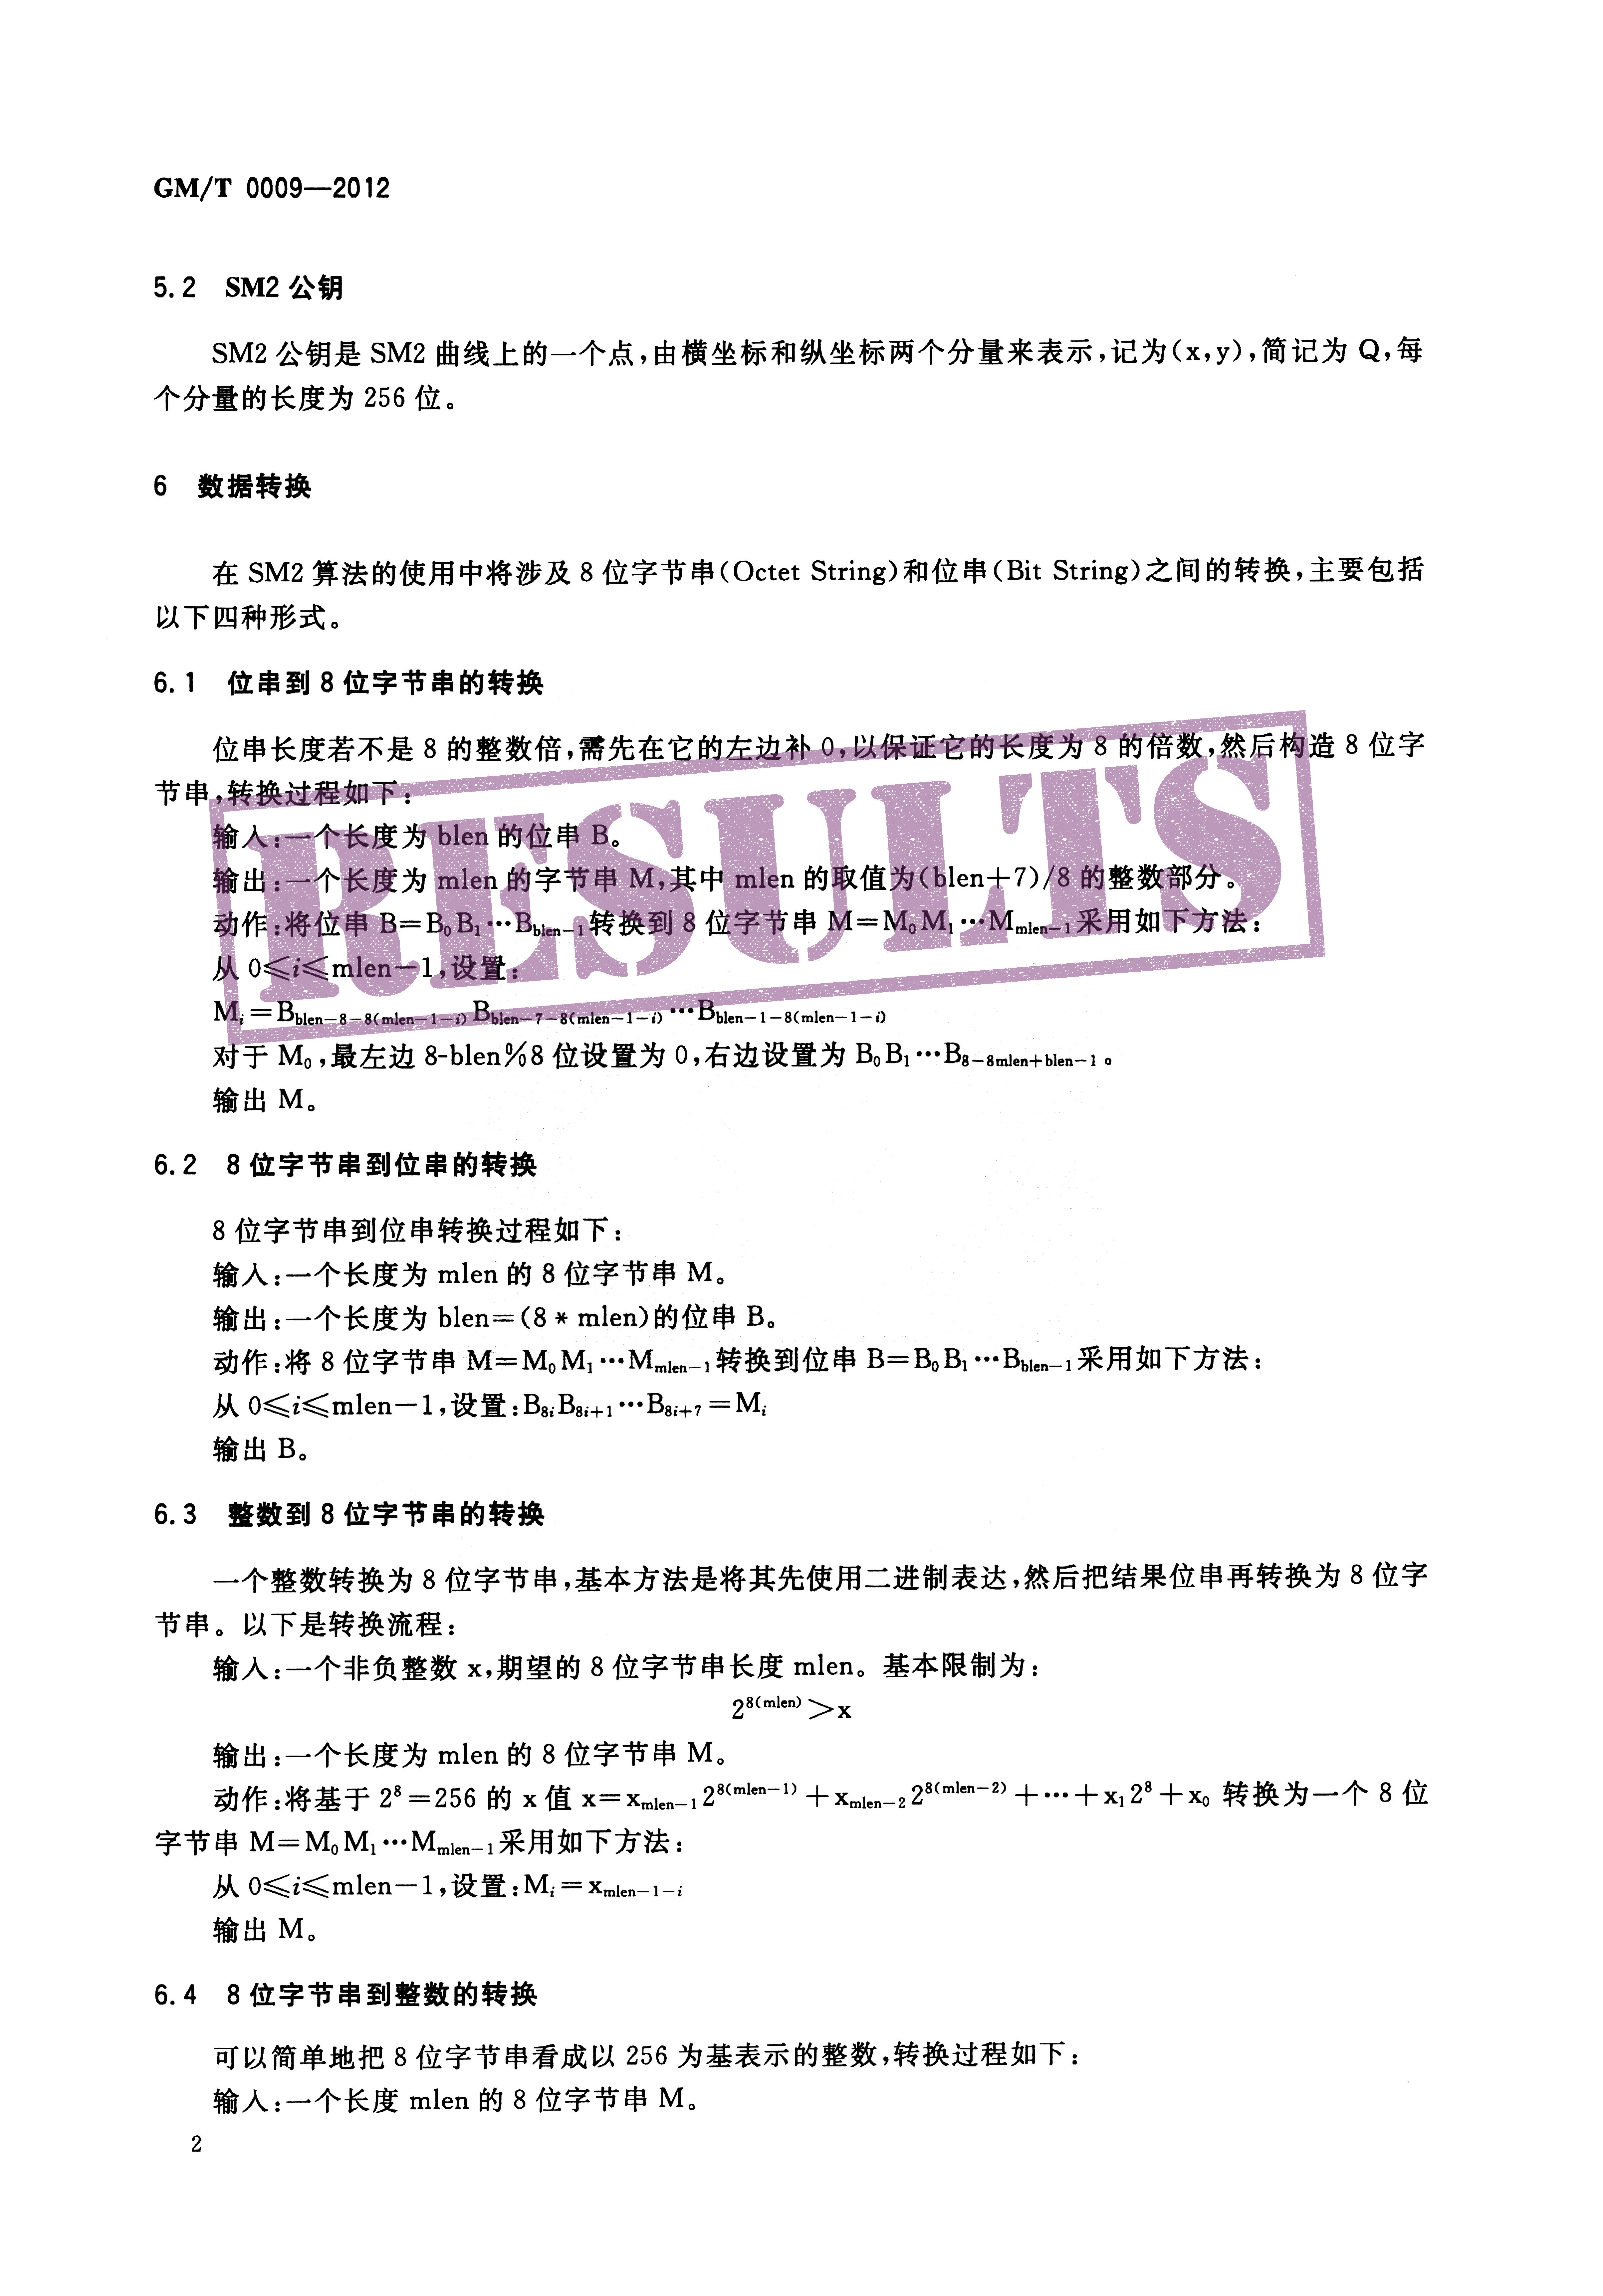 GM/T 0009—2012
5.2 SM2 公钥
SM2 公钥是 SM2 曲线上的一个点,由横坐标和纵坐标两个分量来表示,记为(x,y),简记为 Q,每
个分量的长度为 256 位。
6 数据转换
在 SM2 算法的使用中将涉及 8 位字节串(Octet String)和位串(Bit String)之间的转换,主要包括
以下四种形式。
6.1 位串到 8 位字节串的转换
位串长度若不是 8 的整数倍,需先在它的左边补 0,以保证它的长度为 8 的倍数,然后构造 8 位字
节串,转换过程如下:
RESULTS
输入:一个长度为 blen 的位串 B。
输出:一个长度为 mlen 的字节串 M,其中 mlen 的取值为(blen+7)/8 的整数部分。
动作:将位串 B=B₀B₁…B_{blen-1}转换到 8 位字节串 M=M₀M₁…M_{mlen-1}采用如下方法:
从 0≤i≤mlen-1,设置:
M_i=B_{blen-8-8(mlen-1-i)}B_{blen-7-8(mlen-1-i)}…B_{blen-1-8(mlen-1-i)}
对于 M₀,最左边 8-blen%8 位设置为 0,右边设置为 B₀B₁…B_{8-8mlen+blen-1}。
输出 M。
6.2 8 位字节串到位串的转换
8 位字节串到位串转换过程如下:
输入:一个长度为 mlen 的 8 位字节串 M。
输出:一个长度为 blen=(8*mlen)的位串 B。
动作:将 8 位字节串 M=M₀M₁…M_{mlen-1}转换到位串 B=B₀B₁…B_{blen-1}采用如下方法:
从 0≤i≤mlen-1,设置:B_{8i}B_{8i+1}…B_{8i+7}=M_i
输出 B。
6.3 整数到 8 位字节串的转换
一个整数转换为 8 位字节串,基本方法是将其先使用二进制表达,然后把结果位串再转换为 8 位字
节串。以下是转换流程:
输入:一个非负整数 x,期望的 8 位字节串长度 mlen。基本限制为:
2^{8(mlen)}>x
输出:一个长度为 mlen 的 8 位字节串 M。
动作:将基于 2⁸=256 的 x 值 x=x_{mlen-1}2^{8(mlen-1)}+x_{mlen-2}2^{8(mlen-2)}+…+x₁2⁸+x₀ 转换为一个 8 位
字节串 M=M₀M₁…M_{mlen-1}采用如下方法:
从 0≤i≤mlen-1,设置:M_i=x_{mlen-1-i}
输出 M。
6.4 8 位字节串到整数的转换
可以简单地把 8 位字节串看成以 256 为基表示的整数,转换过程如下:
输入:一个长度 mlen 的 8 位字节串 M。
2